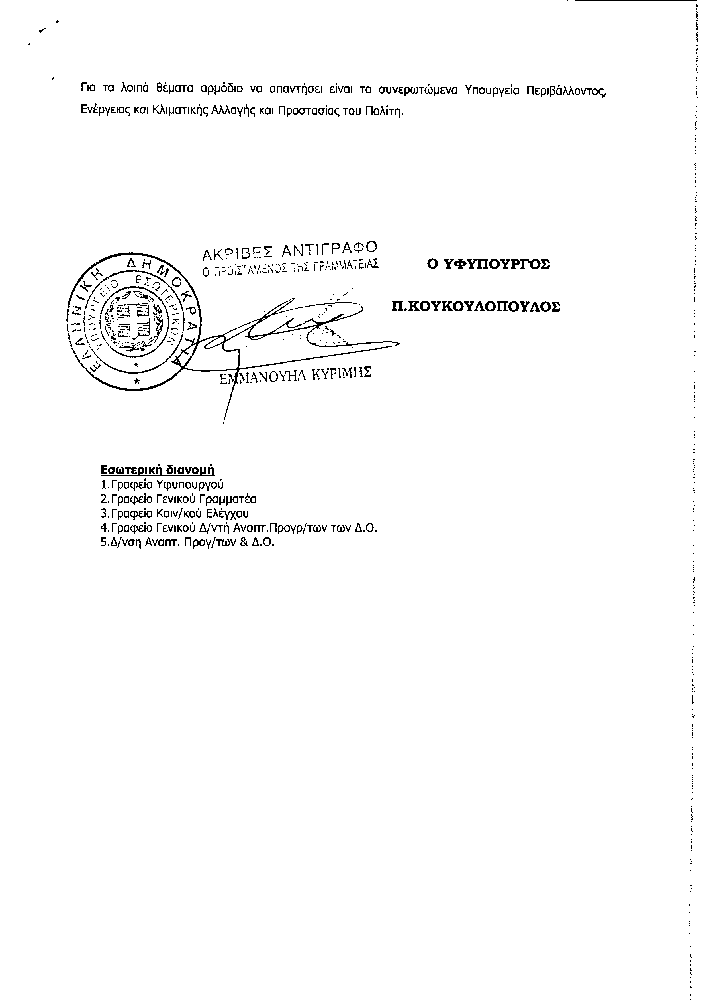 Για τα λοιπά θέματα αρμόδιο να απαντήσει είναι τα συνερωτώμενα Υπουργεία Περιβάλλοντος,
Ενέργειας και Κλιματικής Αλλαγής και Προστασίας του Πολίτη.
ΑΚΡΙΒΕΣ ΑΝΤΙΓΡΑΦΟ
Ο ΠΡΟΪΣΤΑΜΕΝΟΣ ΤΗΣ ΓΡΑΜΜΑΤΕΙΑΣ
Ο ΥΦΥΠΟΥΡΓΟΣ
Π.ΚΟΥΚΟΥΛΟΠΟΥΛΟΣ
ΕΛΛΗΝΙΚΗ ΔΗΜΟΚΡΑΤΙΑ
ΥΠΟΥΡΓΕΙΟ ΕΣΩΤΕΡΙΚΩΝ
ΕΜΜΑΝΟΥΗΛ ΚΥΡΙΜΗΣ
Εσωτερική διανομή
1.Γραφείο Υφυπουργού
2.Γραφείο Γενικού Γραμματέα
3.Γραφείο Κοιν/κού Ελέγχου
4.Γραφείο Γενικού Δ/ντή Αναπτ.Προγρ/των των Δ.Ο.
5.Δ/νση Αναπτ. Προγ/των & Δ.Ο.